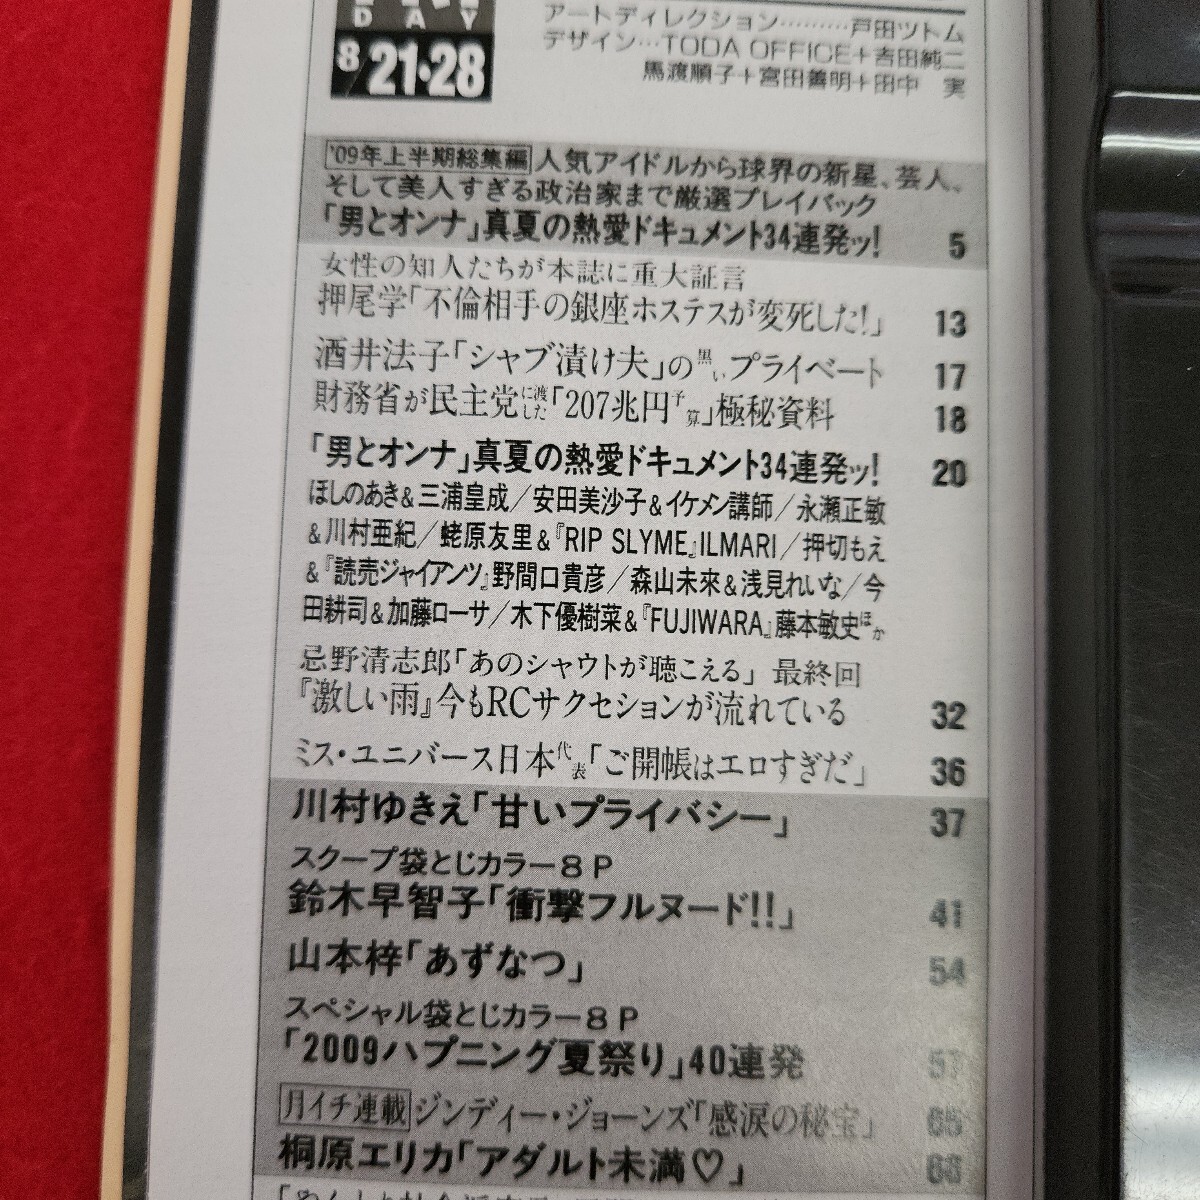 DAY
8/21・28
アートディレクション………戸田ツトム
デザイン…TODA OFFICE+吉田純二
馬渡順子+宮田善明+田中 実
'09年上半期総集編 人気アイドルから球界の新星、芸人、
そして美人すぎる政治家まで厳選プレイバック
「男とオンナ」真夏の熱愛ドキュメント34連発ッ! 5
女性の知人たちが本誌に重大証言
押尾学「不倫相手の銀座ホステスが変死した!」 13
酒井法子「シャブ漬け夫」の黒いプライベート 17
財務省が民主党に渡した「207兆円予算」極秘資料 18
「男とオンナ」真夏の熱愛ドキュメント34連発ッ! 20
ほしのあき&三浦皇成/安田美沙子&イケメン講師/永瀬正敏
&川村亜紀/蛯原友里&『RIP SLYME』ILMARI/押切もえ
&『読売ジャイアンツ』野間口貴彦/森山未來&浅見れいな/今
田耕司&加藤ローサ/木下優樹菜&『FUJIWARA』藤本敏史ほか
忌野清志郎「あのシャウトが聴こえる」 最終回
『激しい雨』今もRCサクセションが流れている 32
ミス・ユニバース日本代表「ご開帳はエロすぎだ」 36
川村ゆきえ「甘いプライバシー」 37
スクープ袋とじカラー8P
鈴木早智子「衝撃フルヌード!!」 41
山本梓「あずなつ」 54
スペシャル袋とじカラー8P
「2009ハプニング夏祭り」40連発 57
月イチ連載 ジンディー・ジョーンズ「感涙の秘宝」 65
桐原エリカ「アダルト未満♡」 66